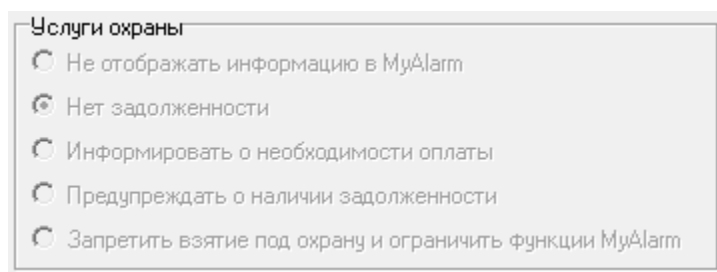 Услуги охраны
Не отображать информацию в MyAlarm
Нет задолженности
Информировать о необходимости оплаты
Предупреждать о наличии задолженности
Запретить взятие под охрану и ограничить функции MyAlarm